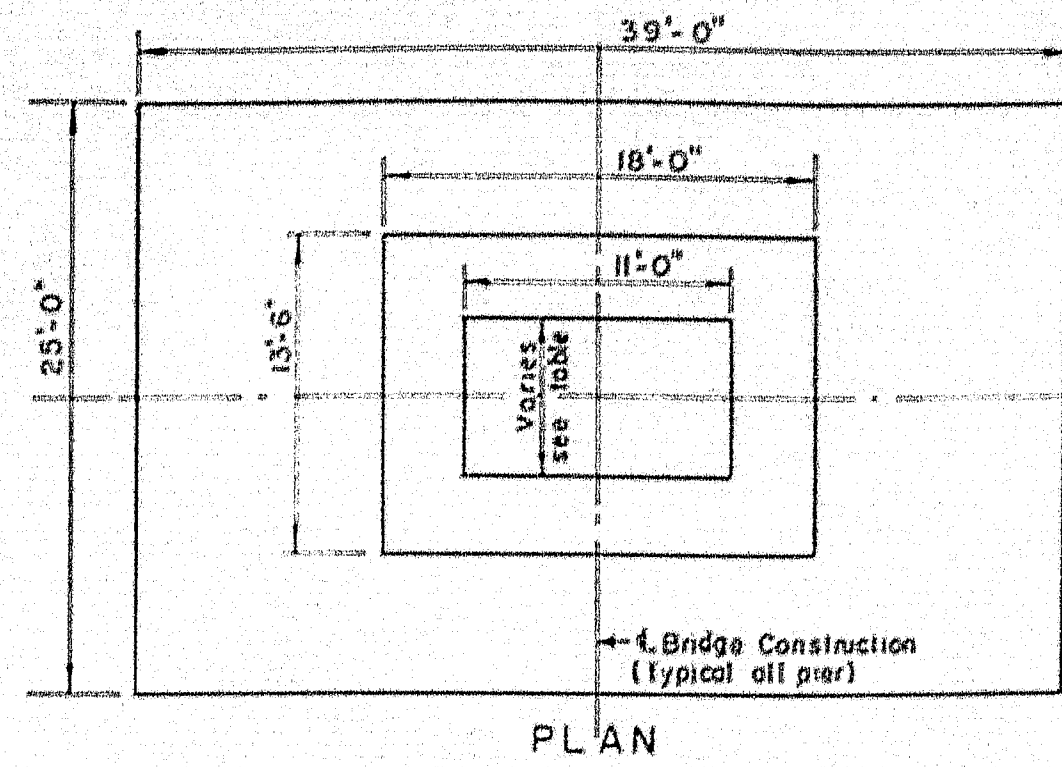 39'-0"
18'-0"
11'-0"
25'-0"
13'-6"
Varies
see table
℄ Bridge Construction
(Typical all pier)
PLAN